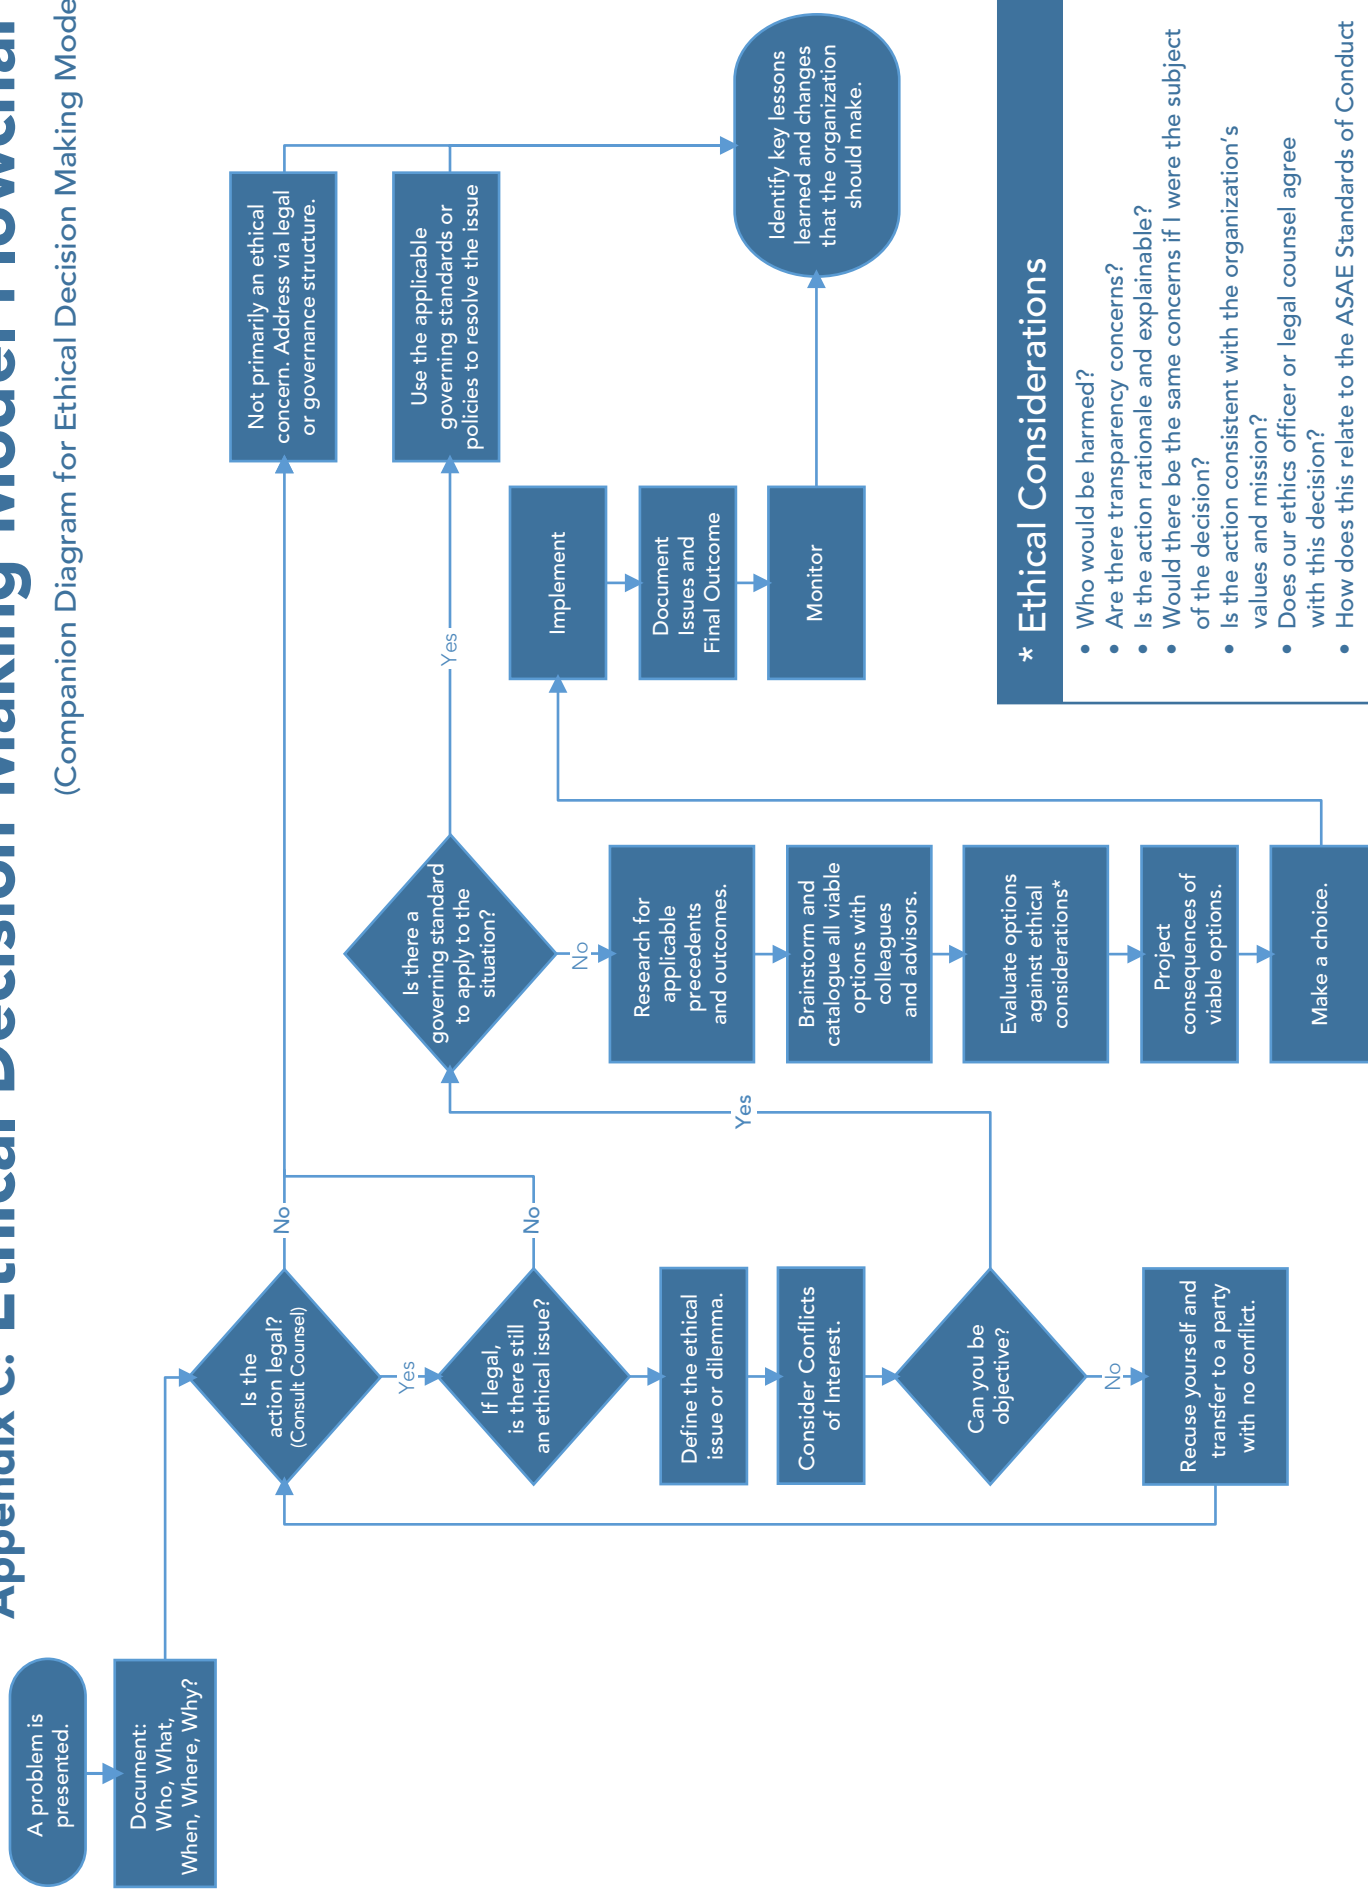 Appendix C: Ethical Decision Making Model Flowchar
(Companion Diagram for Ethical Decision Making Mode
A problem is
presented.
Document:
Who, What,
When, Where, Why?
Is the
action legal?
(Consult Counsel)
No
Yes
If legal,
is there still
an ethical issue?
No
Define the ethical
issue or dilemma.
Consider Conflicts
of Interest.
Can you be
objective?
Yes
No
Recuse yourself and
transfer to a party
with no conflict.
Is there a
governing standard
to apply to the
situation?
Yes
No
Research for
applicable
precedents
and outcomes.
Brainstorm and
catalogue all viable
options with
colleagues
and advisors.
Evaluate options
against ethical
considerations*
Project
consequences of
viable options.
Make a choice.
Not primarily an ethical
concern. Address via legal
or governance structure.
Use the applicable
governing standards or
policies to resolve the issue
Implement
Document
Issues and
Final Outcome
Monitor
Identify key lessons
learned and changes
that the organization
should make.
* Ethical Considerations
• Who would be harmed?
• Are there transparency concerns?
• Is the action rationale and explainable?
• Would there be the same concerns if I were the subject
of the decision?
• Is the action consistent with the organization's
values and mission?
• Does our ethics officer or legal counsel agree
with this decision?
• How does this relate to the ASAE Standards of Conduct